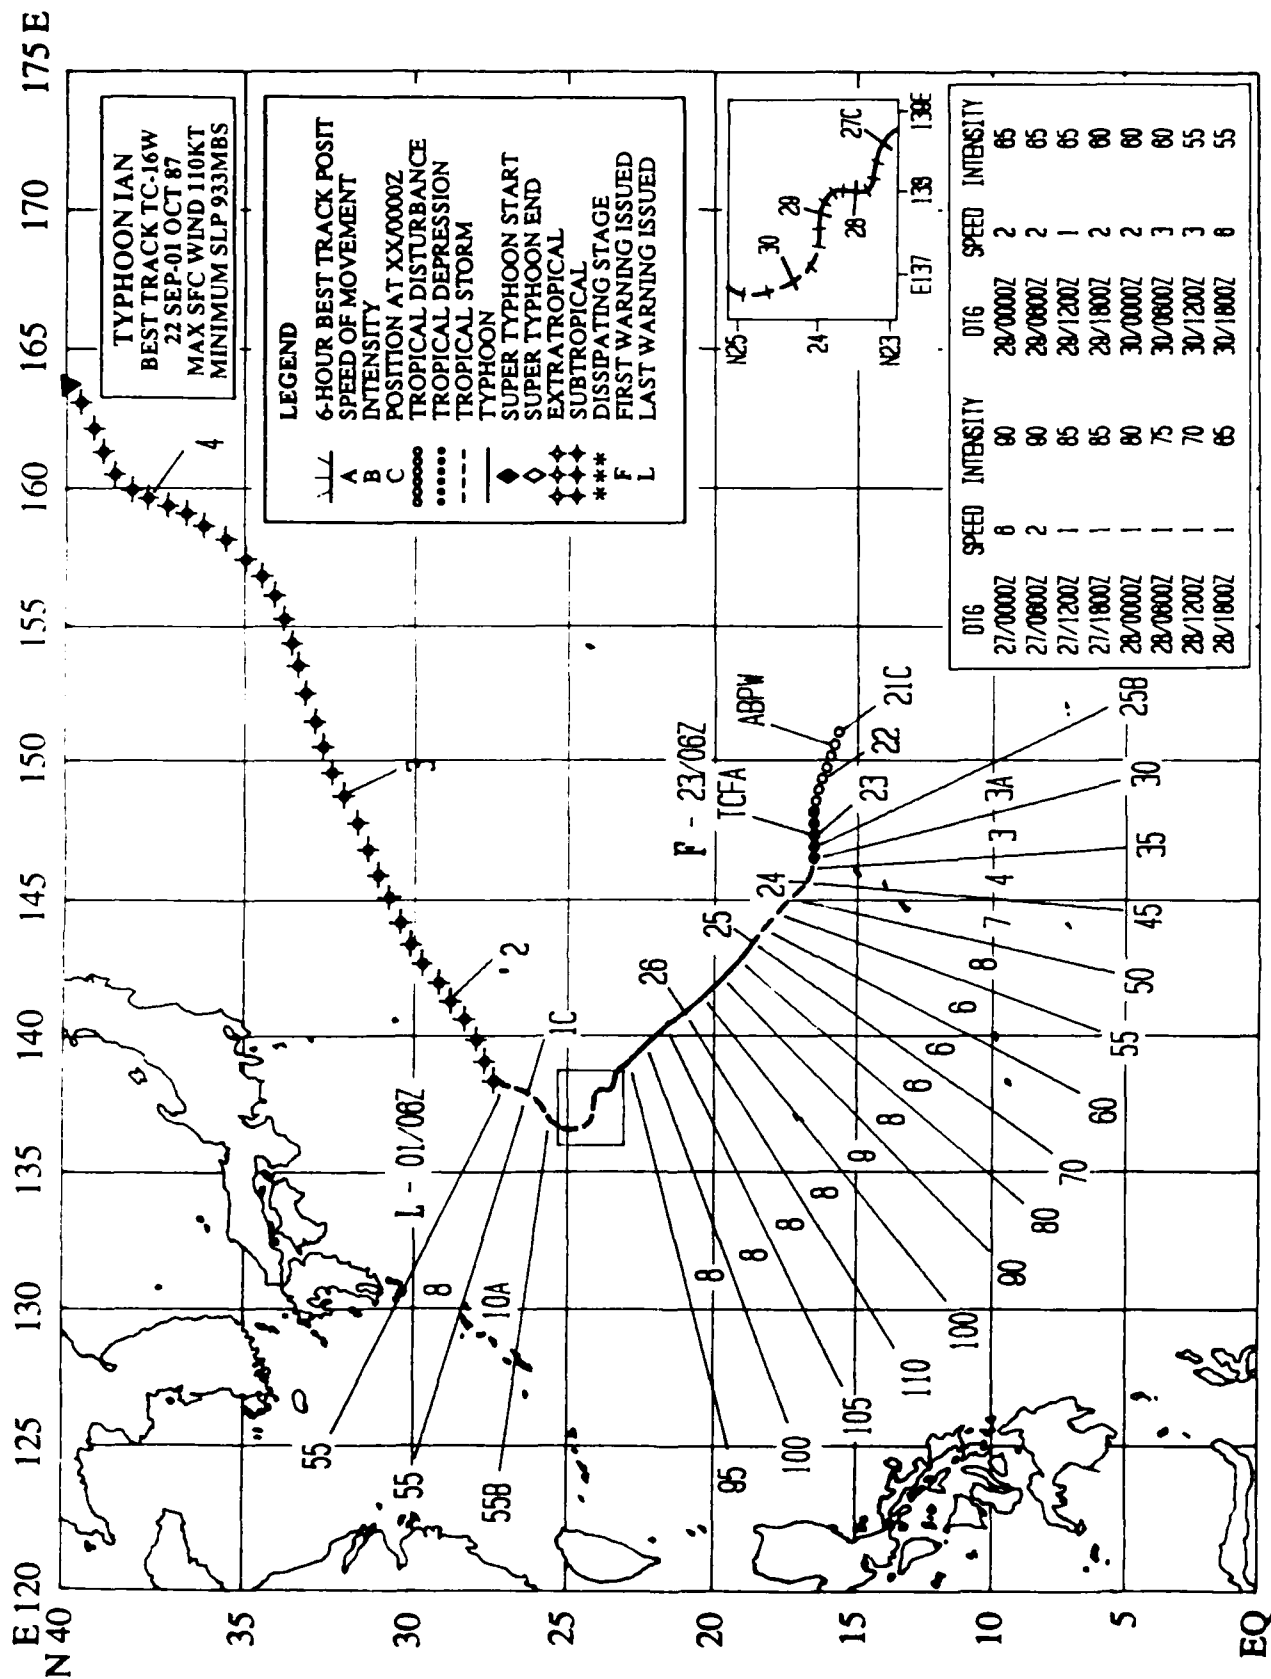 E 120 125 130 135 140 145 150 155 160 165 170 175 E
N 40
35
30
25
20
15
10
5
EQ
TYPHOON IAN
BEST TRACK TC-16W
22 SEP-01 OCT 87
MAX SFC WIND 110KT
MINIMUM SLP 933MBS
LEGEND
6-HOUR BEST TRACK POSIT
A SPEED OF MOVEMENT
B INTENSITY
C POSITION AT XX/0000Z
TROPICAL DISTURBANCE
TROPICAL DEPRESSION
TROPICAL STORM
TYPHOON
SUPER TYPHOON START
SUPER TYPHOON END
EXTRATROPICAL
SUBTROPICAL
*** DISSIPATING STAGE
F FIRST WARNING ISSUED
L LAST WARNING ISSUED
4
3
2
1C
L - 01/06Z
55
55
55B
8
10A
26
25
24
F - 23/06Z
TCFA
ABPW
23
22
21C
25B
30
35
45
50
55
60
70
80
90
100
110
105
100
95
3A
3
4
7
8
6
6
6
8
9
8
8
8
8
N25
24
N23
E137
138
139E
30
29
28
27C
DTG SPEED INTENSITY DTG SPEED INTENSITY
27/0000Z 8 90 29/0000Z 2 65
27/0600Z 2 90 29/0600Z 2 65
27/1200Z 1 85 29/1200Z 1 65
27/1800Z 1 85 29/1800Z 2 60
28/0000Z 1 80 30/0000Z 2 60
28/0600Z 1 75 30/0600Z 3 60
28/1200Z 1 70 30/1200Z 3 55
28/1800Z 1 65 30/1800Z 8 55